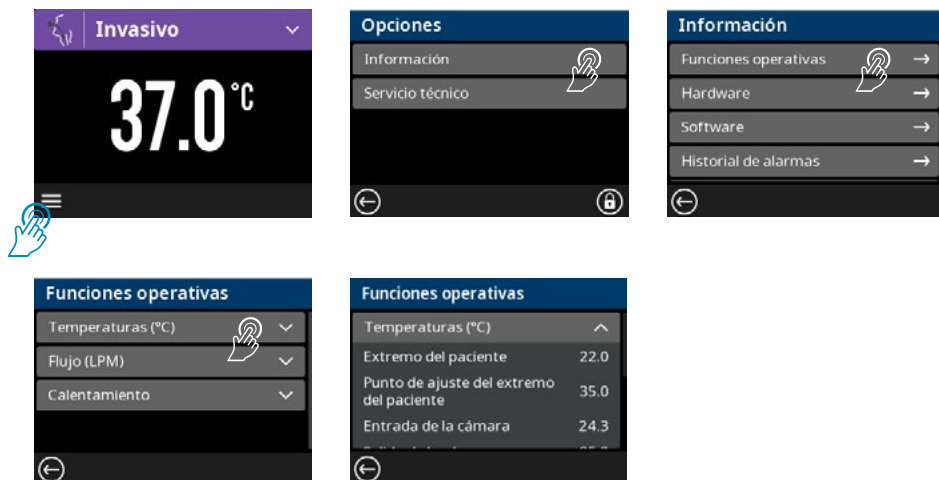 Invasivo
37.0°C
Opciones
Información
Servicio técnico
Información
Funciones operativas
Hardware
Software
Historial de alarmas
Funciones operativas
Temperaturas (°C)
Flujo (LPM)
Calentamiento
Funciones operativas
Temperaturas (°C)
Extremo del paciente 22.0
Punto de ajuste del extremo
del paciente 35.0
Entrada de la cámara 24.3